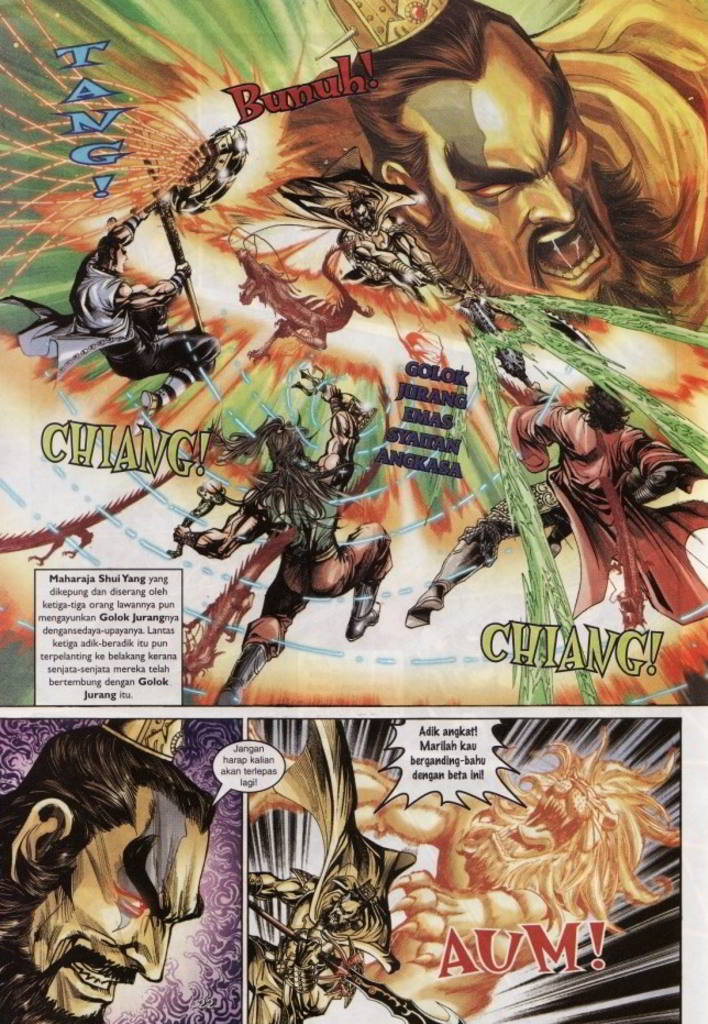 TANG!
Bunuh!
GOLOK
JURANG
EMAS
SYAITAN
ANGKASA
CHIANG!
Maharaja Shui Yang yang
dikepung dan diserang oleh
ketiga-tiga orang lawannya pun
mengayunkan Golok Jurangnya
dengansedaya-upayanya. Lantas
ketiga adik-beradik itu pun
terpelanting ke belakang kerana
senjata-senjata mereka telah
bertembung dengan Golok
Jurang itu.
CHIANG!
Jangan
harap kalian
akan terlepas
lagi!
Adik angkat!
Marilah kau
berganding-bahu
dengan beta ini!
AUM!